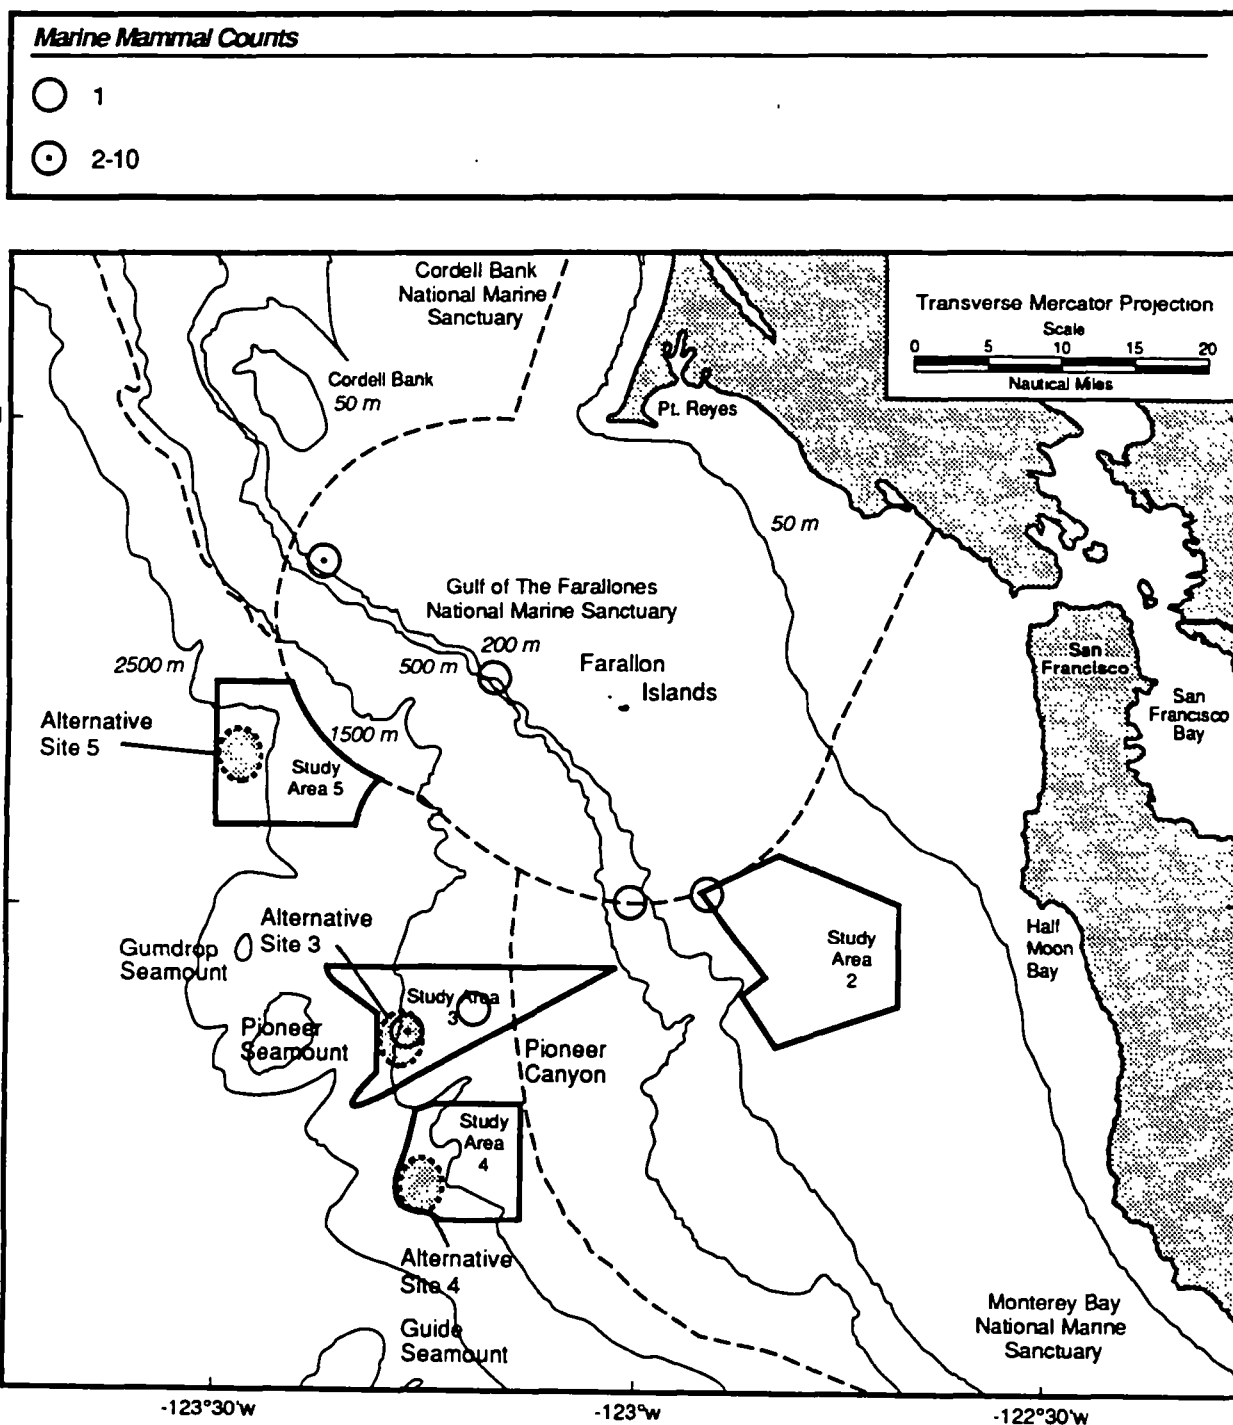 Marine Mammal Counts
1
2-10
Cordell Bank
National Marine
Sanctuary
Transverse Mercator Projection
Scale
0 5 10 15 20
Nautical Miles
Cordell Bank
50 m
Pt. Reyes
50 m
Gulf of The Farallones
National Marine Sanctuary
200 m
500 m
2500 m
Farallon
Islands
San
Francisco
San
Francisco
Bay
Alternative
Site 5
1500 m
Study
Area 5
Alternative
Site 3
Gumdrop
Seamount
Study
Area
2
Half
Moon
Bay
Study Area
3
Pioneer
Seamount
Pioneer
Canyon
Study
Area
4
Alternative
Site 4
Guide
Seamount
Monterey Bay
National Marine
Sanctuary
-123°30'W
-123°W
-122°30'W